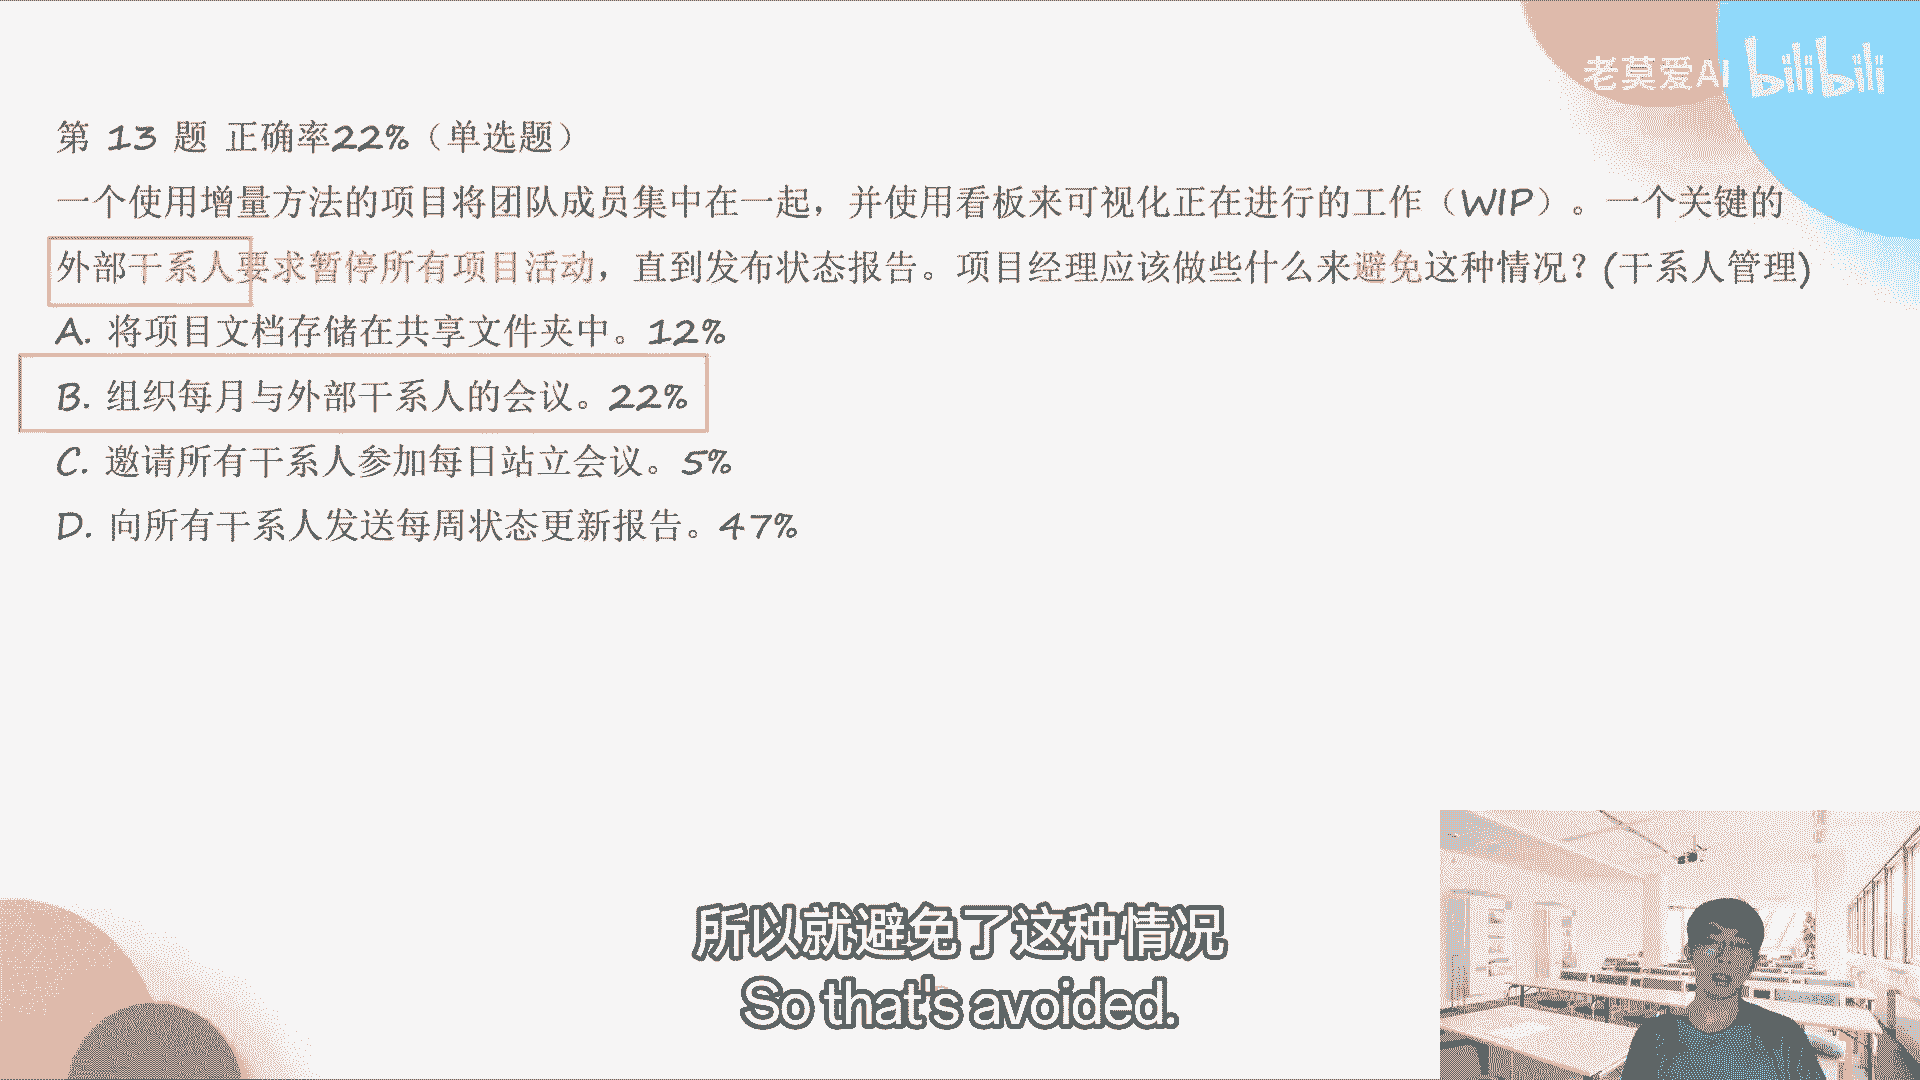 老莫爱AI bilibili
第 13 题 正确率22%（单选题）
一个使用增量方法的项目将团队成员集中在一起，并使用看板来可视化正在进行的工作（WIP）。一个关键的
外部干系人要求暂停所有项目活动，直到发布状态报告。项目经理应该做些什么来避免这种情况？(干系人管理)
A. 将项目文档存储在共享文件夹中。12%
B. 组织每月与外部干系人的会议。22%
C. 邀请所有干系人参加每日站立会议。5%
D. 向所有干系人发送每周状态更新报告。47%
所以就避免了这种情况
So that's avoided.